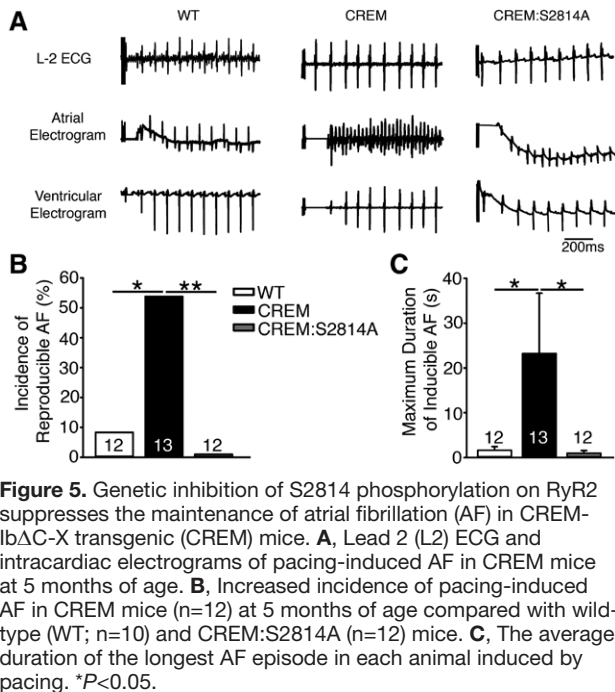 A
WT CREM CREM:S2814A
L-2 ECG
Atrial
Electrogram
Ventricular
Electrogram
200ms
B
Incidence of
Reproducible AF (%)
60
50
40
30
20
10
0
12 13 12
* **
WT
CREM
CREM:S2814A
C
Maximum Duration
of Inducible AF (s)
40
30
20
10
0
12 13 12
* *
Figure 5. Genetic inhibition of S2814 phosphorylation on RyR2
suppresses the maintenance of atrial fibrillation (AF) in CREM-
IbΔC-X transgenic (CREM) mice. A, Lead 2 (L2) ECG and
intracardiac electrograms of pacing-induced AF in CREM mice
at 5 months of age. B, Increased incidence of pacing-induced
AF in CREM mice (n=12) at 5 months of age compared with wild-
type (WT; n=10) and CREM:S2814A (n=12) mice. C, The average
duration of the longest AF episode in each animal induced by
pacing. *P<0.05.